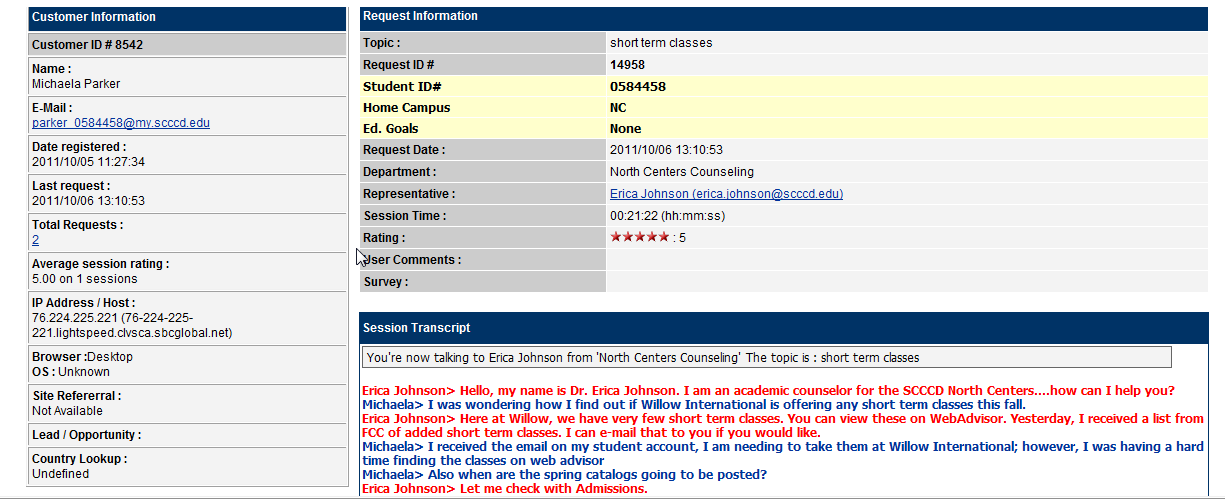 Customer Information
Customer ID # 8542
Name :
Michaela Parker
E-Mail :
parker_0584458@my.scccd.edu
Date registered :
2011/10/05 11:27:34
Last request :
2011/10/06 13:10:53
Total Requests :
2
Average session rating :
5.00 on 1 sessions
IP Address / Host :
76.224.225.221 (76-224-225-
221.lightspeed.clvsca.sbcglobal.net)
Browser :Desktop
OS : Unknown
Site Refererral :
Not Available
Lead / Opportunity :
Country Lookup :
Undefined
Request Information
Topic : short term classes
Request ID # 14958
Student ID# 0584458
Home Campus NC
Ed. Goals None
Request Date : 2011/10/06 13:10:53
Department : North Centers Counseling
Representative : Erica Johnson (erica.johnson@scccd.edu)
Session Time : 00:21:22 (hh:mm:ss)
Rating : : 5
User Comments :
Survey :
Session Transcript
You're now talking to Erica Johnson from 'North Centers Counseling' The topic is : short term classes
Erica Johnson> Hello, my name is Dr. Erica Johnson. I am an academic counselor for the SCCCD North Centers....how can I help you?
Michaela> I was wondering how I find out if Willow International is offering any short term classes this fall.
Erica Johnson> Here at Willow, we have very few short term classes. You can view these on WebAdvisor. Yesterday, I received a list from
FCC of added short term classes. I can e-mail that to you if you would like.
Michaela> I received the email on my student account, I am needing to take them at Willow International; however, I was having a hard
time finding the classes on web advisor
Michaela> Also when are the spring catalogs going to be posted?
Erica Johnson> Let me check with Admissions.